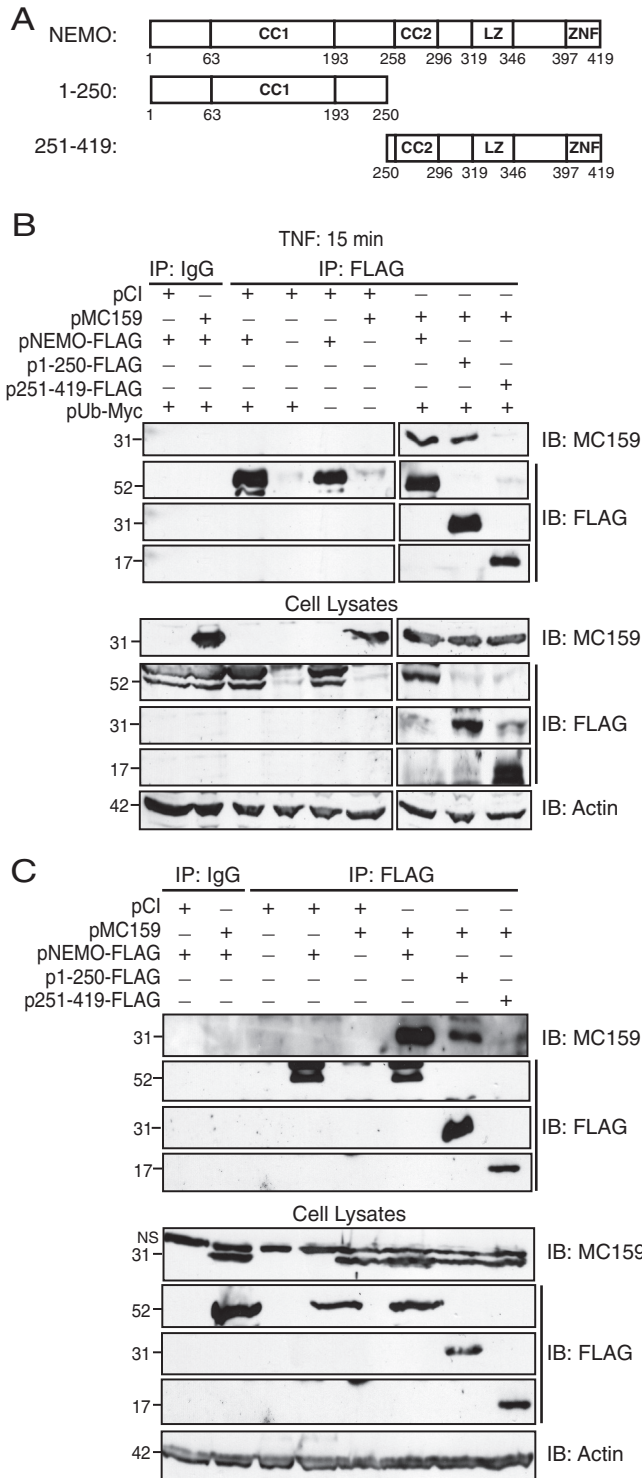 A
NEMO: CC1 CC2 LZ ZNF
1 63 193 258 296 319 346 397 419
1-250: CC1
1 63 193 250
251-419: CC2 LZ ZNF
250 296 319 346 397 419
B
TNF: 15 min
IP: IgG IP: FLAG
pCI + – + + + + – – –
pMC159 – + – – – + + + +
pNEMO-FLAG + + + – + – + – –
p1-250-FLAG – – – – – – – + –
p251-419-FLAG – – – – – – – – +
pUb-Myc + + + + – – + + +
31 IB: MC159
52
31 IB: FLAG
17
Cell Lysates
31 IB: MC159
52
31 IB: FLAG
17
42 IB: Actin
C
IP: IgG IP: FLAG
pCI + – + + + – – –
pMC159 – + – – + + + +
pNEMO-FLAG + + – + – + – –
p1-250-FLAG – – – – – – + –
p251-419-FLAG – – – – – – – +
31 IB: MC159
52
31 IB: FLAG
17
Cell Lysates
NS
31 IB: MC159
52
31 IB: FLAG
17
42 IB: Actin